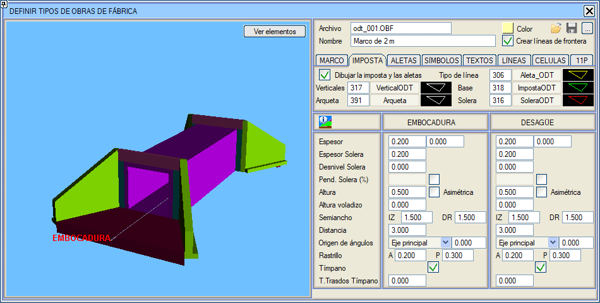 DEFINIR TIPOS DE OBRAS DE FÁBRICA
Ver elementos
EMBOCADURA
Archivo odt_001.OBF Color ...
Nombre Marco de 2 m Crear líneas de frontera
MARCO IMPOSTA ALETAS SÍMBOLOS TEXTOS LÍNEAS CELULAS 11P
Dibujar la imposta y las aletas Tipo de línea 306 Aleta_ODT
Verticales 317 VerticalODT Base 318 ImpostaODT
Arqueta 391 Arqueta Solera 316 SoleraODT
EMBOCADURA DESAGÜE
Espesor 0.200 0.000 0.200 0.000
Espesor Solera 0.200 0.200
Desnivel Solera 0.000 0.000
Pend. Solera (%)
Altura 0.500 Asimétrica 0.500 Asimétrica
Altura voladizo 0.000 0.000
Semiancho IZ 1.500 DR 1.500 IZ 1.500 DR 1.500
Distancia 3.000 3.000
Origen de ángulos Eje principal 0.000 Eje principal 0.000
Rastrillo A 0.200 P 0.300 A 0.200 P 0.300
Tímpano
T.Trasdos Tímpano 0.000 0.000